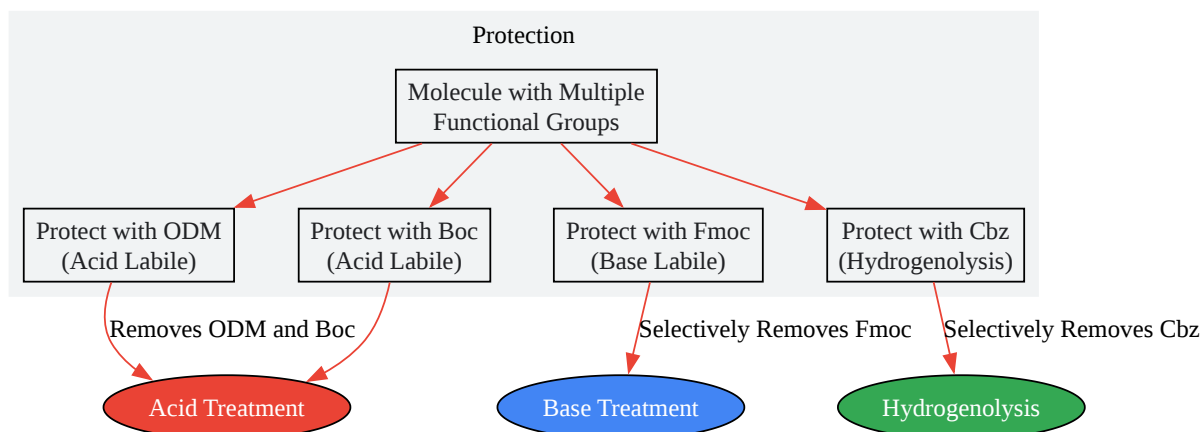 Protection
Molecule with Multiple
Functional Groups
Protect with ODM
(Acid Labile)
Protect with Boc
(Acid Labile)
Protect with Fmoc
(Base Labile)
Protect with Cbz
(Hydrogenolysis)
Removes ODM and Boc
Selectively Removes Fmoc
Selectively Removes Cbz
Acid Treatment
Base Treatment
Hydrogenolysis